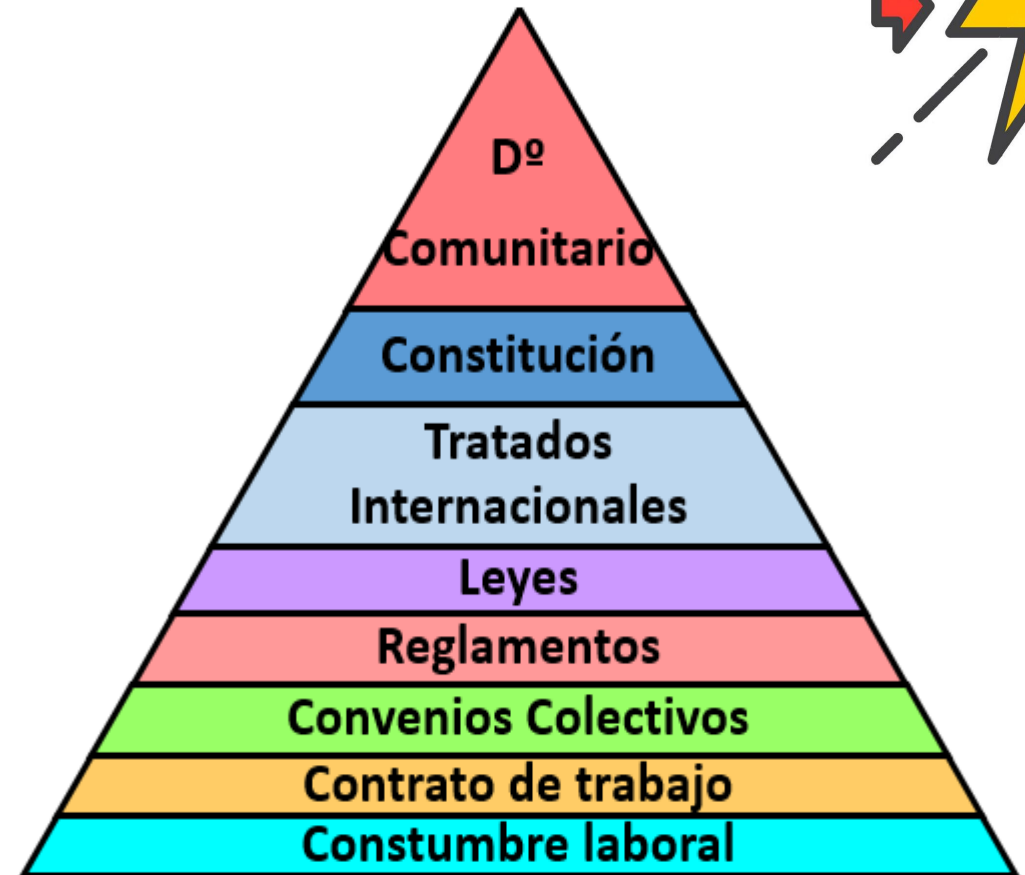 Dº
Comunitario
Constitución
Tratados
Internacionales
Leyes
Reglamentos
Convenios Colectivos
Contrato de trabajo
Constumbre laboral